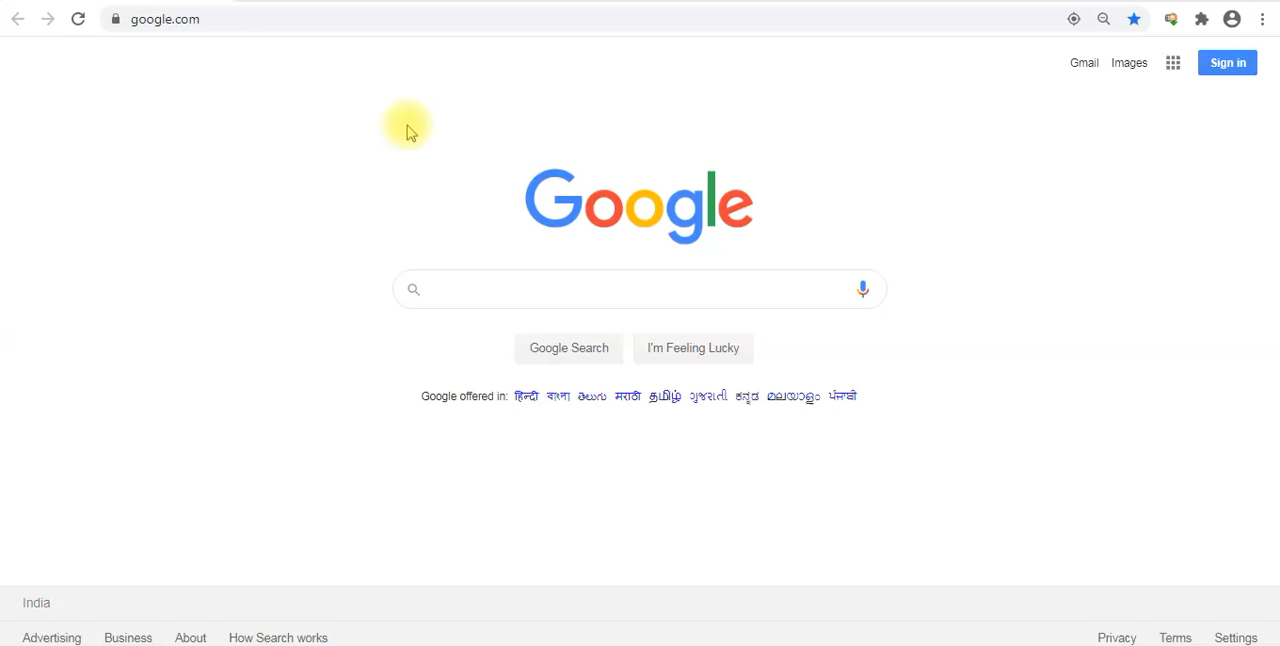 google.com
Gmail Images Sign in
Google
Google Search I'm Feeling Lucky
Google offered in: हिन्दी বাংলা తెలుగు मराठी தமிழ் ગુજરાતી ಕನ್ನಡ മലയാളം ਪੰਜਾਬੀ
India
Advertising Business About How Search works Privacy Terms Settings